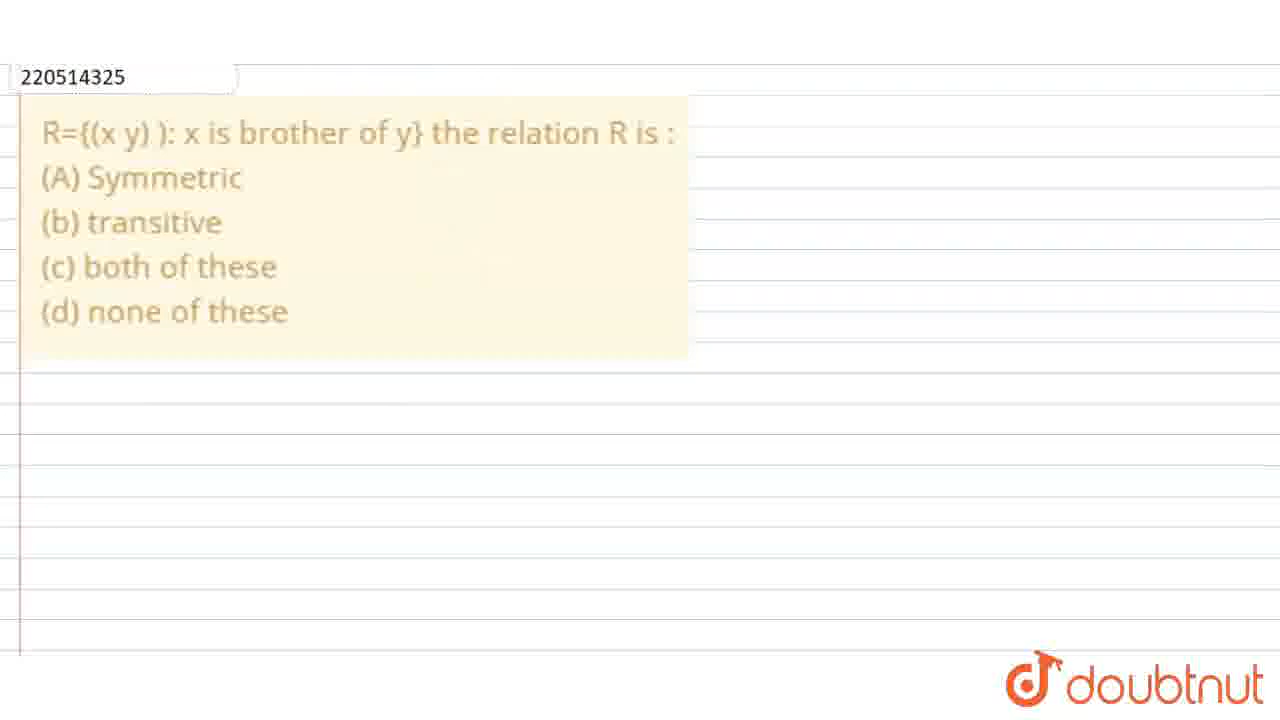 220514325
R={(x y) ): x is brother of y} the relation R is :
(A) Symmetric
(b) transitive
(c) both of these
(d) none of these
doubtnut